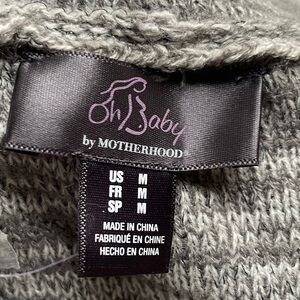 Oh Baby
by MOTHERHOOD®
US M
FR M
SP M
MADE IN CHINA
FABRIQUÉ EN CHINE
HECHO EN CHINA